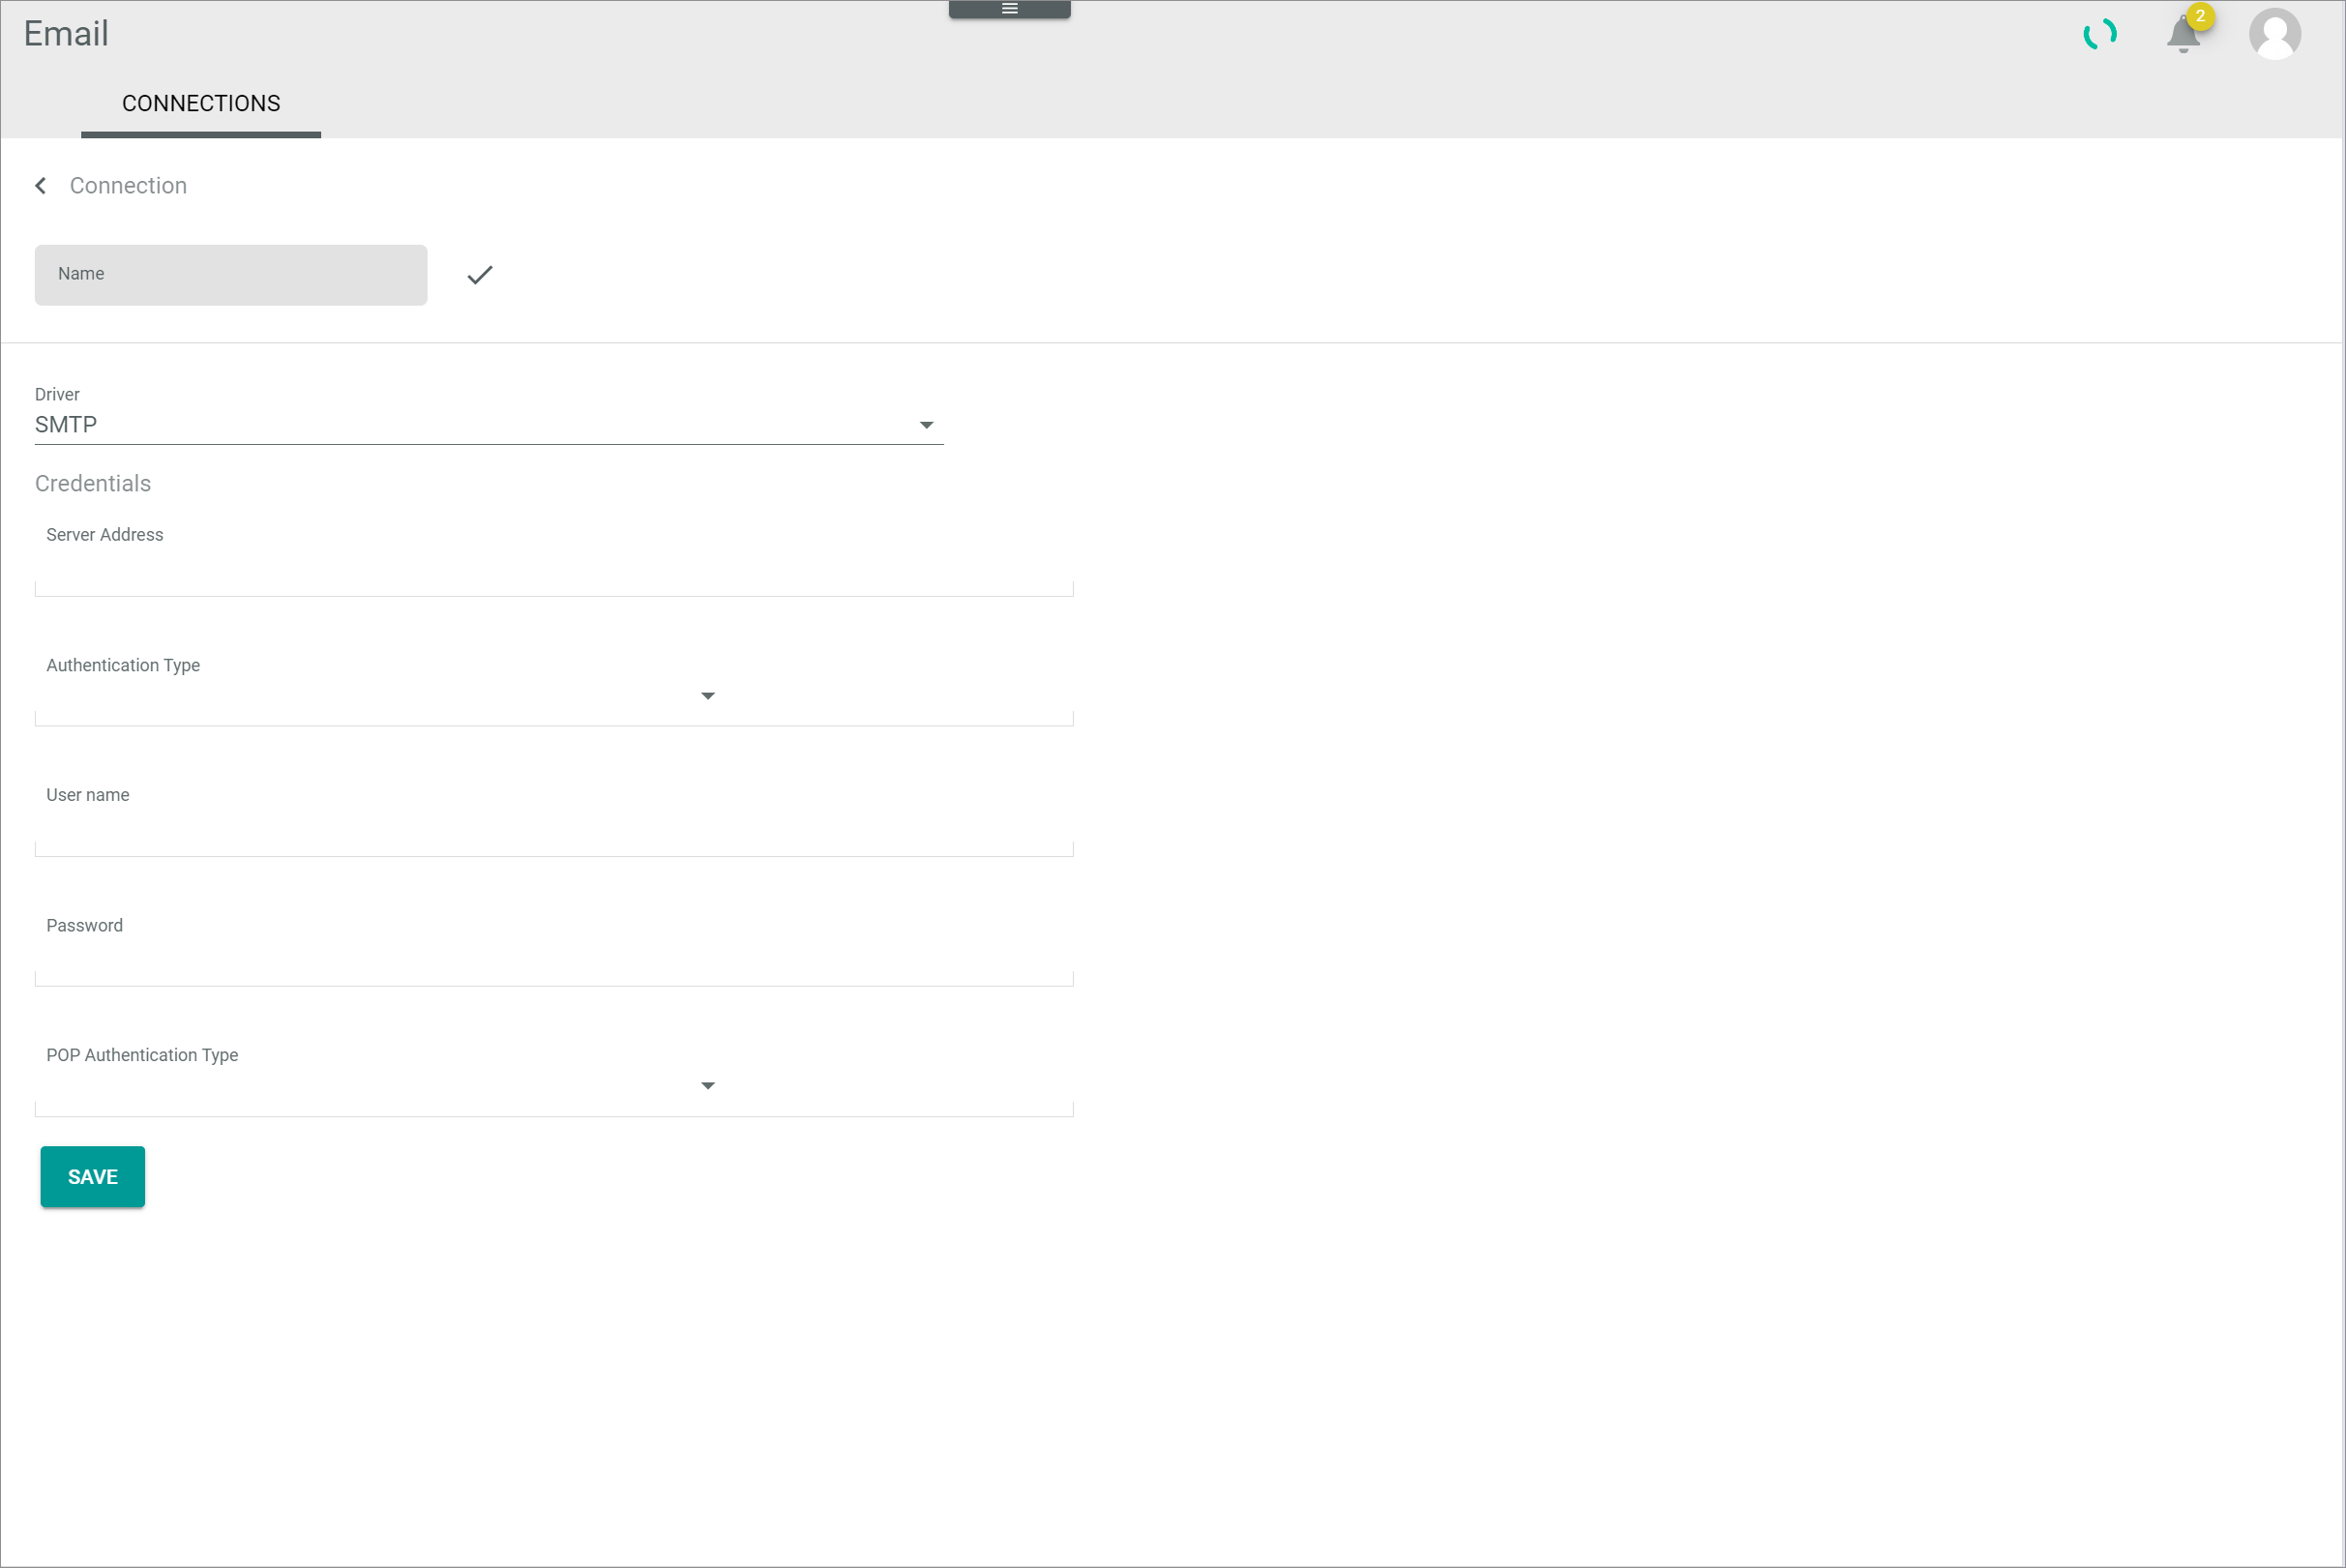 Email
2
CONNECTIONS
Connection
Name
Driver
SMTP
Credentials
Server Address
Authentication Type
User name
Password
POP Authentication Type
SAVE